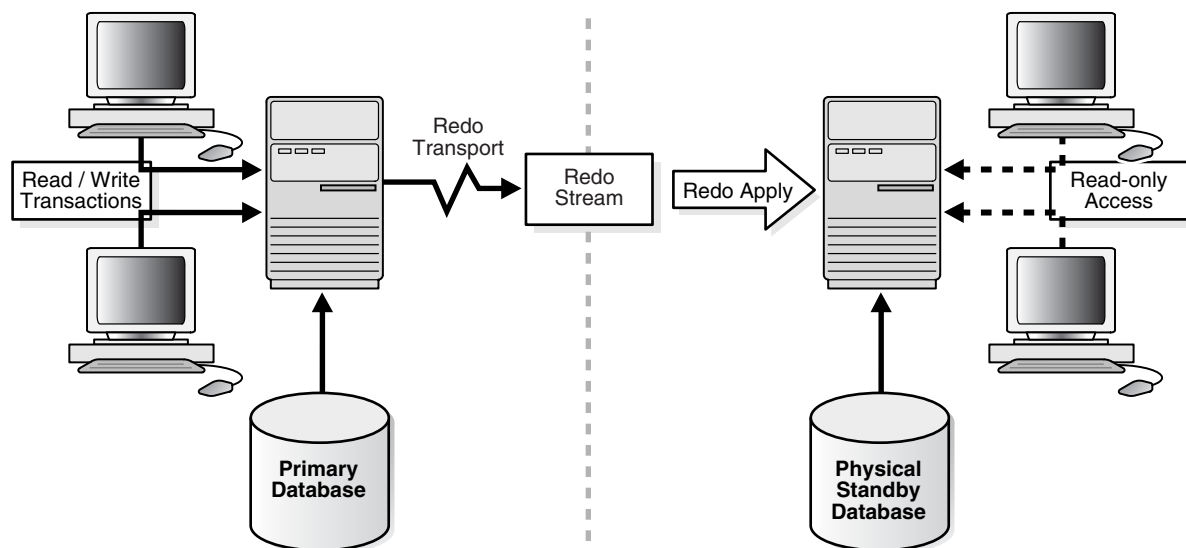 Read / Write
Transactions
Redo
Transport
Redo
Stream
Redo Apply
Read-only
Access
Primary
Database
Physical
Standby
Database